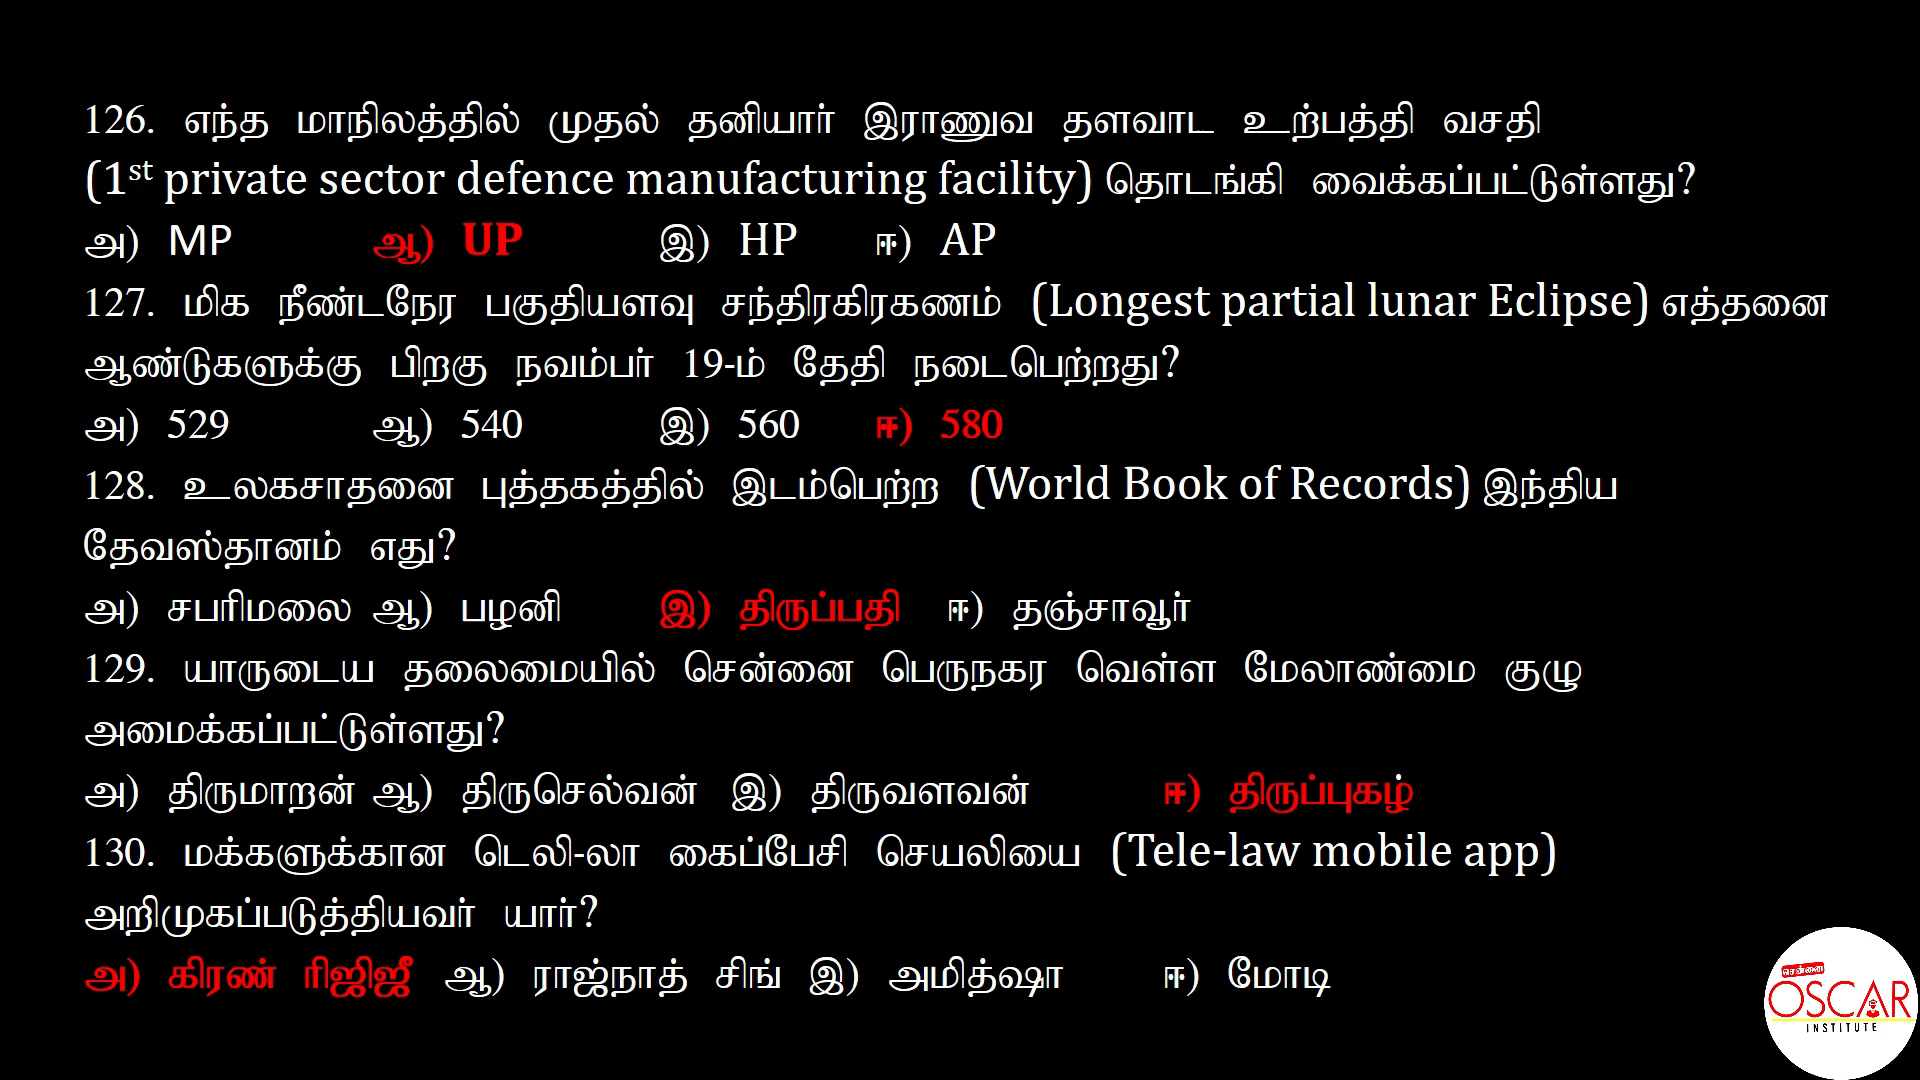 126. எந்த மாநிலத்தில் முதல் தனியார் இராணுவ தளவாட உற்பத்தி வசதி
(1st private sector defence manufacturing facility) தொடங்கி வைக்கப்பட்டுள்ளது?
அ) MP ஆ) UP இ) HP ஈ) AP
127. மிக நீண்டநேர பகுதியளவு சந்திரகிரகணம் (Longest partial lunar Eclipse) எத்தனை
ஆண்டுகளுக்கு பிறகு நவம்பர் 19-ம் தேதி நடைபெற்றது?
அ) 529 ஆ) 540 இ) 560 ஈ) 580
128. உலகசாதனை புத்தகத்தில் இடம்பெற்ற (World Book of Records) இந்திய
தேவஸ்தானம் எது?
அ) சபரிமலை ஆ) பழனி இ) திருப்பதி ஈ) தஞ்சாவூர்
129. யாருடைய தலைமையில் சென்னை பெருநகர வெள்ள மேலாண்மை குழு
அமைக்கப்பட்டுள்ளது?
அ) திருமாறன் ஆ) திருசெல்வன் இ) திருவளவன் ஈ) திருப்புகழ்
130. மக்களுக்கான டெலி-லா கைப்பேசி செயலியை (Tele-law mobile app)
அறிமுகப்படுத்தியவர் யார்?
அ) கிரண் ரிஜிஜீ ஆ) ராஜ்நாத் சிங் இ) அமித்ஷா ஈ) மோடி
சென்னை
OSCAR
INSTITUTE